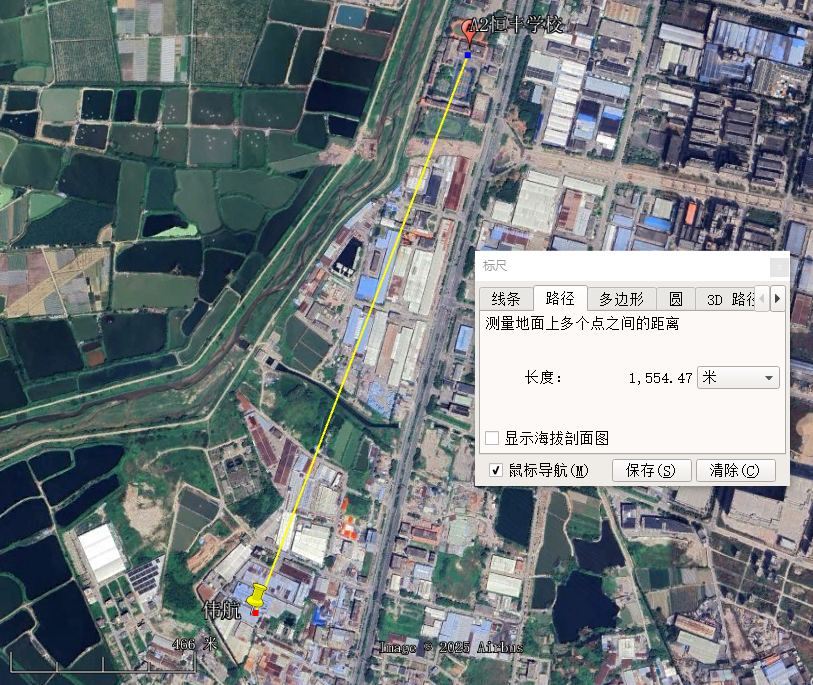 A2恒丰学校
标尺
线条
路径
多边形
圆
3D 路径
测量地面上多个点之间的距离
长度：
1,554.47
米
显示海拔剖面图
鼠标导航(M)
保存(S)
清除(C)
伟航
466 米
Image © 2025 Airbus